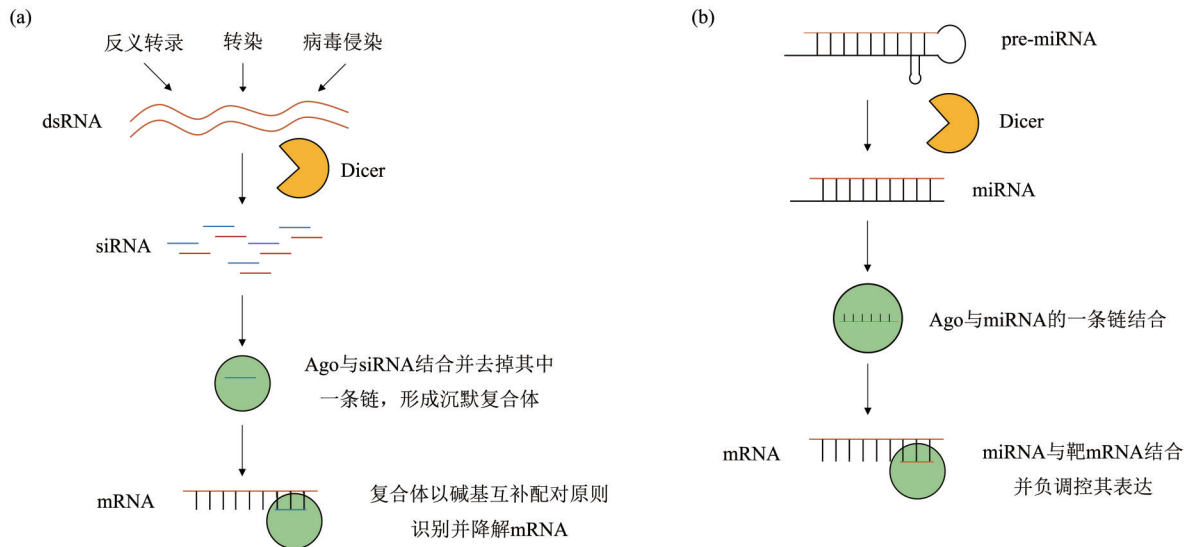 (a)
反义转录 转染 病毒侵染
dsRNA
Dicer
siRNA
Ago与siRNA结合并去掉其中
一条链，形成沉默复合体
mRNA
复合体以碱基互补配对原则
识别并降解mRNA
(b)
pre-miRNA
Dicer
miRNA
Ago与miRNA的一条链结合
mRNA
miRNA与靶mRNA结合
并负调控其表达